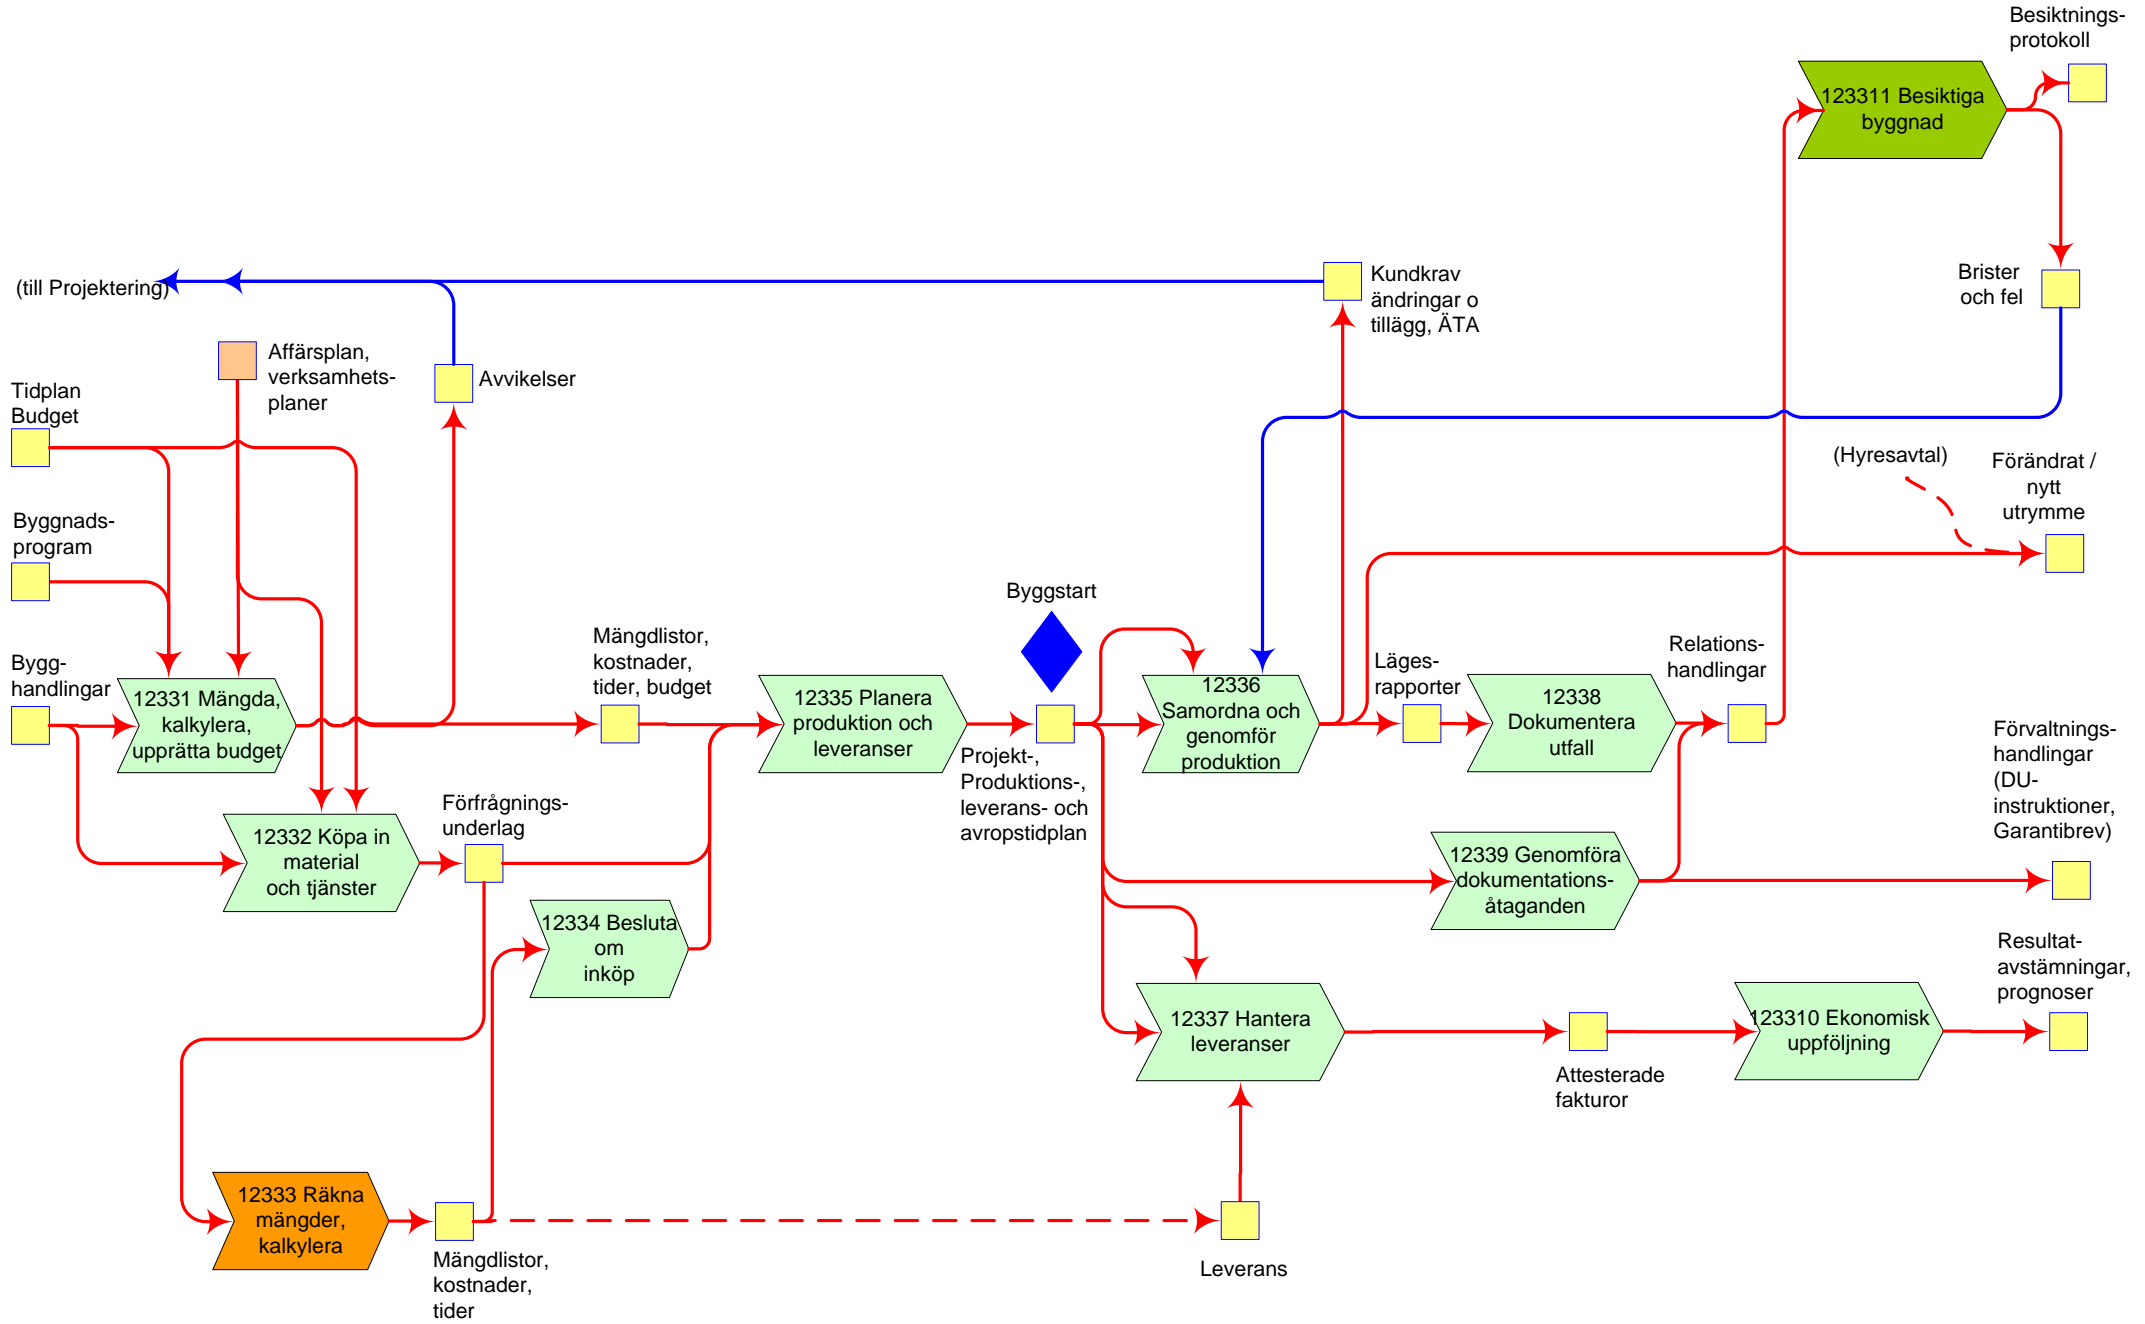 Besiktnings-
protokoll
123311 Besiktiga
byggnad
(till Projektering)
Kundkrav
ändringar o
tillägg, ÄTA
Brister
och fel
Affärsplan,
verksamhets-
planer
Avvikelser
Tidplan
Budget
(Hyresavtal)
Förändrat /
nytt
utrymme
Byggnads-
program
Byggstart
Bygg-
handlingar
12331 Mängda,
kalkylera,
upprätta budget
Mängdlistor,
kostnader,
tider, budget
12335 Planera
produktion och
leveranser
Projekt-,
Produktions-,
leverans- och
avropstidplan
12336
Samordna och
genomför
produktion
Läges-
rapporter
12338
Dokumentera
utfall
Relations-
handlingar
Förvaltnings-
handlingar
(DU-
instruktioner,
Garantibrev)
12332 Köpa in
material
och tjänster
Förfrågnings-
underlag
12334 Besluta
om
inköp
12339 Genomföra
dokumentations-
åtaganden
12337 Hantera
leveranser
Attesterade
fakturor
123310 Ekonomisk
uppföljning
Resultat-
avstämningar,
prognoser
12333 Räkna
mängder,
kalkylera
Mängdlistor,
kostnader,
tider
Leverans